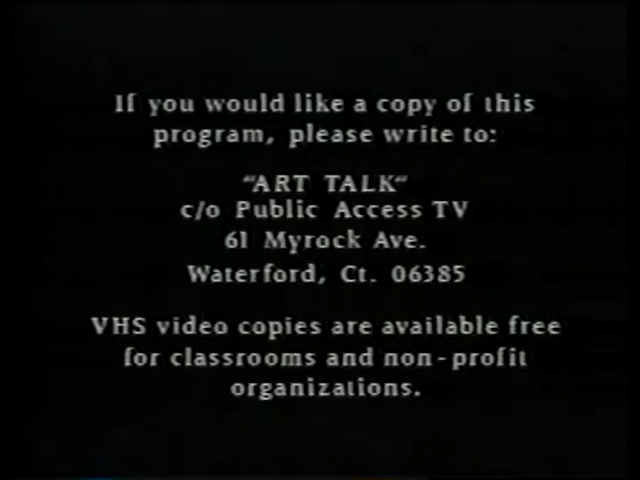 If you would like a copy of this
program, please write to:
"ART TALK"
c/o Public Access TV
61 Myrock Ave.
Waterford, Ct. 06385
VHS video copies are available free
for classrooms and non-profit
organizations.